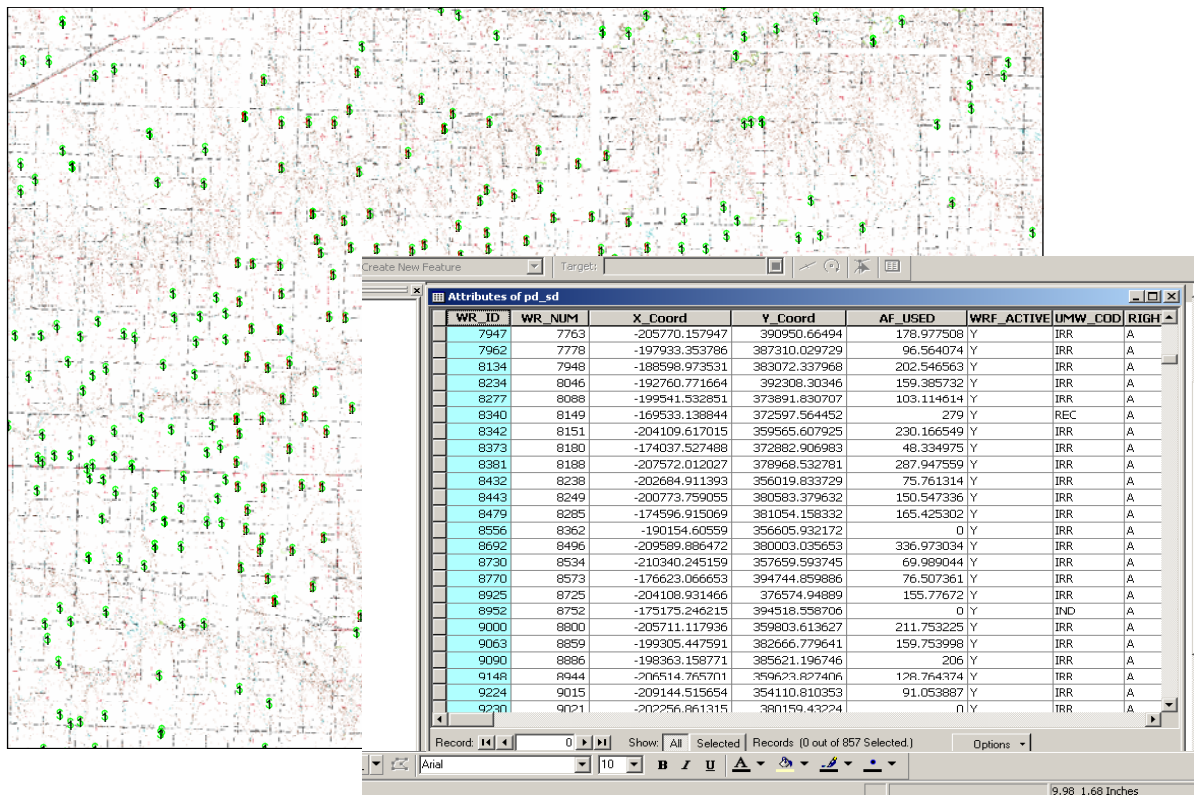 Create New Feature Target:
Attributes of pd_sd
WR_ID WR_NUM X_Coord Y_Coord AF_USED WRF_ACTIVE UMW_COD RIGH
7947 7763 -205770.157947 390950.66494 178.977508 Y IRR A
7962 7778 -197933.353786 387310.029729 96.564074 Y IRR A
8134 7948 -188598.973531 383072.337968 202.546563 Y IRR A
8234 8046 -192760.771664 392308.30346 159.385732 Y IRR A
8277 8088 -199541.532851 373891.830707 103.114614 Y IRR A
8340 8149 -169533.138844 372597.564452 279 Y REC A
8342 8151 -204109.617015 359565.607925 230.166549 Y IRR A
8373 8180 -174037.527488 372882.906983 48.334975 Y IRR A
8381 8188 -207572.012027 378968.532781 287.947559 Y IRR A
8432 8238 -202684.911393 356019.833729 75.761314 Y IRR A
8443 8249 -200773.759055 380583.379632 150.547336 Y IRR A
8479 8285 -174596.915069 381054.158332 165.425302 Y IRR A
8556 8362 -190154.60559 356605.932172 0 Y IRR A
8692 8496 -209589.886472 380003.035653 336.973034 Y IRR A
8730 8534 -210340.245159 357659.593745 69.989044 Y IRR A
8770 8573 -176623.066653 394744.859886 76.507361 Y IRR A
8925 8725 -204108.931466 376574.94889 155.77672 Y IRR A
8952 8752 -175175.246215 394518.558706 0 Y IND A
9000 8800 -205711.117936 359803.613627 211.753225 Y IRR A
9063 8859 -199305.447591 382666.779641 159.753998 Y IRR A
9090 8886 -198363.158771 385621.196746 206 Y IRR A
9148 8944 -206514.765701 359623.827406 128.764374 Y IRR A
9224 9015 -209144.515654 354110.810353 91.053887 Y IRR A
9230 9021 -202256.861315 380159.43224 0 Y IRR A
Record: 0 Show: All Selected Records (0 out of 857 Selected.) Options
Arial 10 B I U A
9.98 1.68 Inches